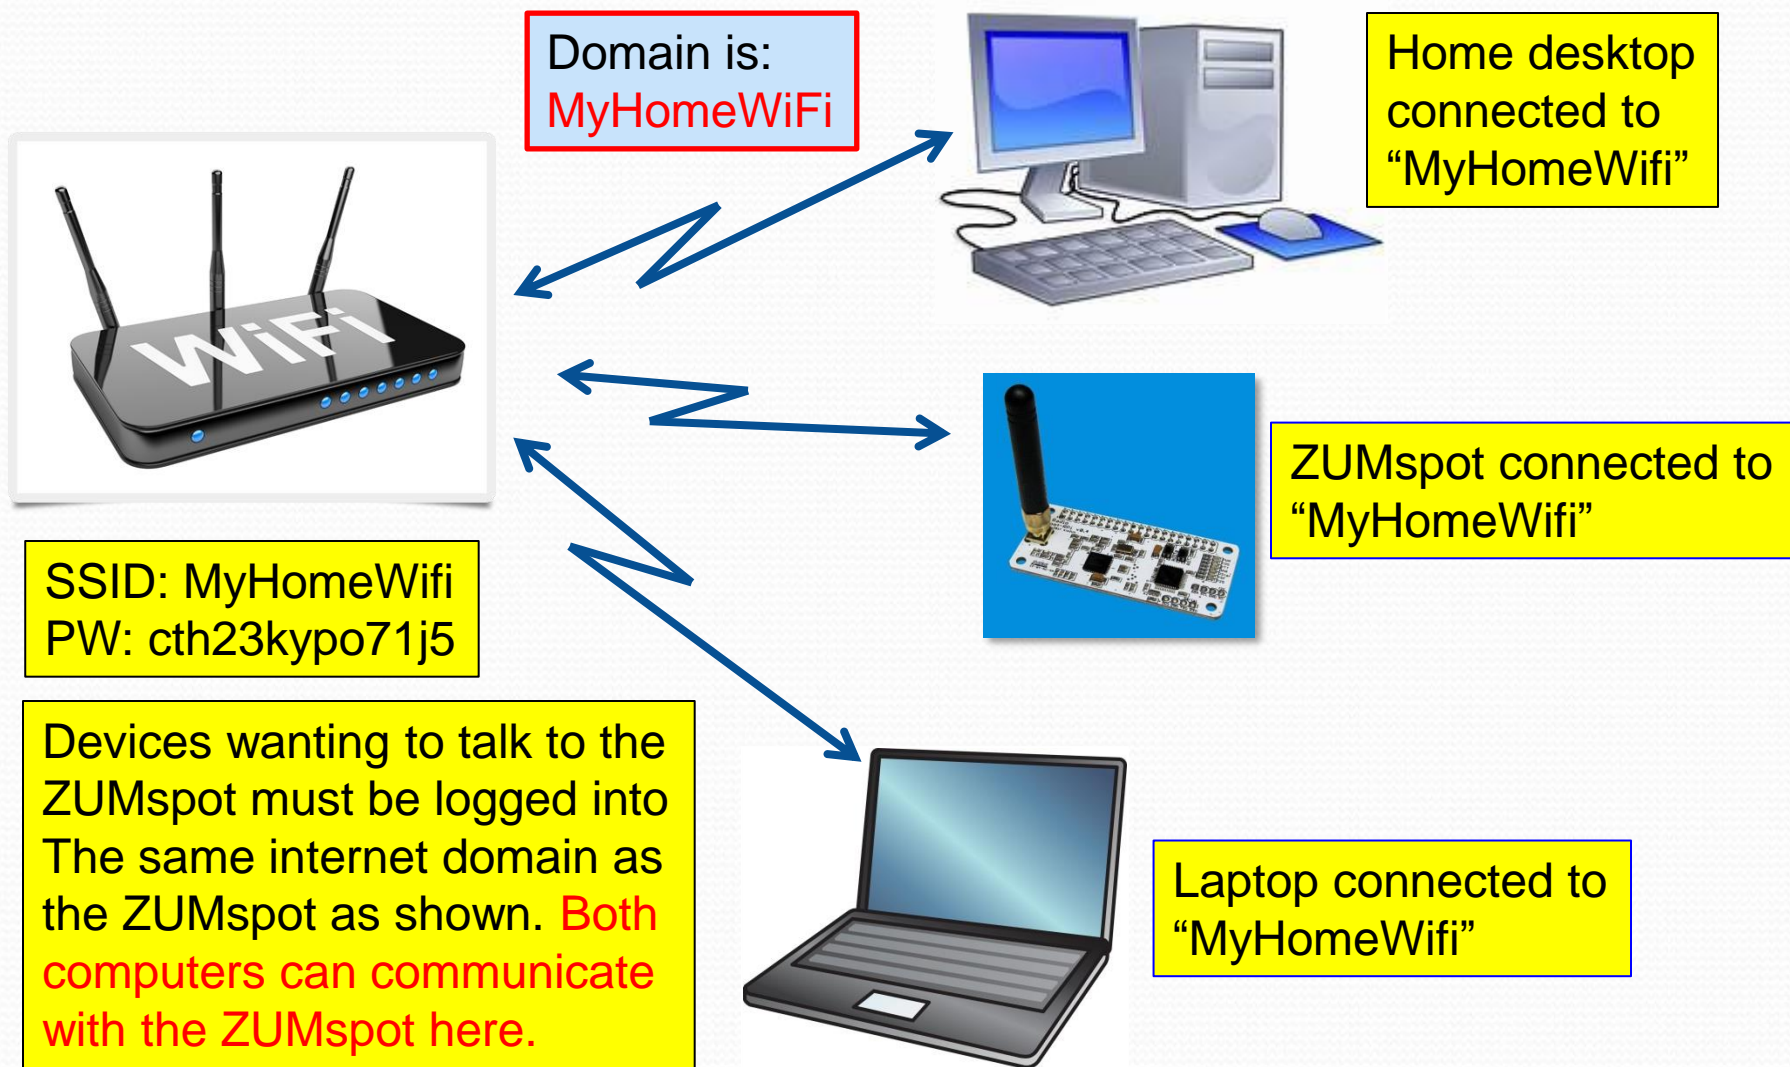 Domain is:
MyHomeWiFi
Home desktop
connected to
“MyHomeWifi”
WiFi
ZUMspot connected to
“MyHomeWifi”
SSID: MyHomeWifi
PW: cth23kypo71j5
Devices wanting to talk to the
ZUMspot must be logged into
The same internet domain as
the ZUMspot as shown. Both
computers can communicate
with the ZUMspot here.
Laptop connected to
“MyHomeWifi”